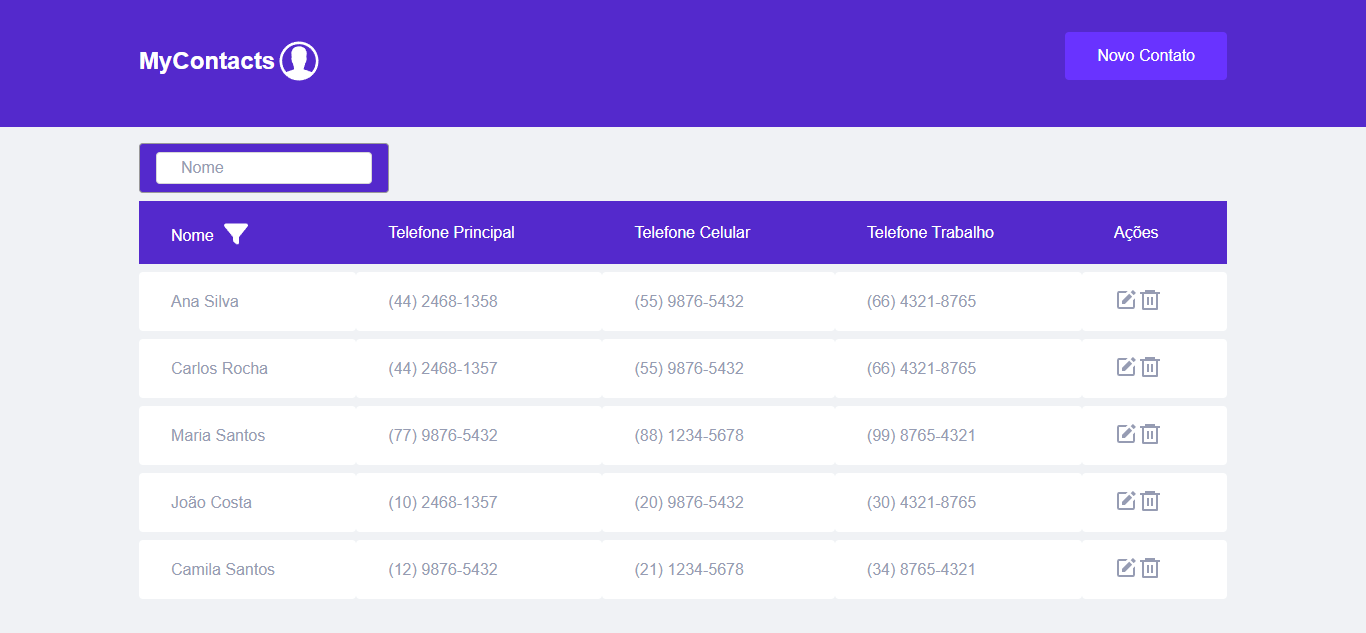 MyContacts Novo Contato
Nome
Nome Telefone Principal Telefone Celular Telefone Trabalho Ações
Ana Silva (44) 2468-1358 (55) 9876-5432 (66) 4321-8765
Carlos Rocha (44) 2468-1357 (55) 9876-5432 (66) 4321-8765
Maria Santos (77) 9876-5432 (88) 1234-5678 (99) 8765-4321
João Costa (10) 2468-1357 (20) 9876-5432 (30) 4321-8765
Camila Santos (12) 9876-5432 (21) 1234-5678 (34) 8765-4321